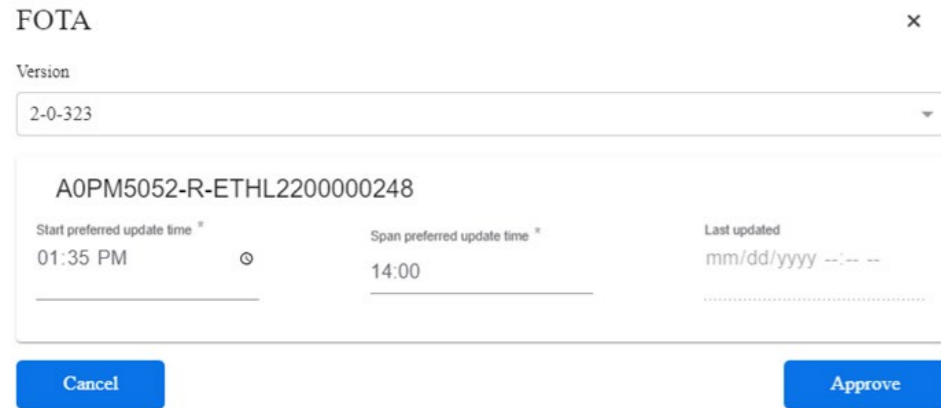 FOTA ×
Version
2-0-323
A0PM5052-R-ETHL2200000248
Start preferred update time * Span preferred update time * Last updated
01:35 PM 14:00 mm/dd/yyyy --:-- --
Cancel Approve